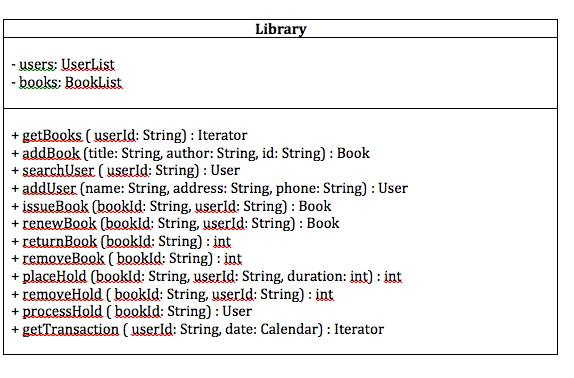 Library
- users: UserList
- books: BookList
+ getBooks ( userId: String) : Iterator
+ addBook (title: String, author: String, id: String) : Book
+ searchUser ( userId: String) : User
+ addUser (name: String, address: String, phone: String) : User
+ issueBook (bookId: String, userId: String) : Book
+ renewBook (bookId: String, userId: String) : Book
+ returnBook (bookId: String) : int
+ removeBook ( bookId: String) : int
+ placeHold (bookId: String, userId: String, duration: int) : int
+ removeHold ( bookId: String, userId: String) : int
+ processHold ( bookId: String) : User
+ getTransaction ( userId: String, date: Calendar) : Iterator